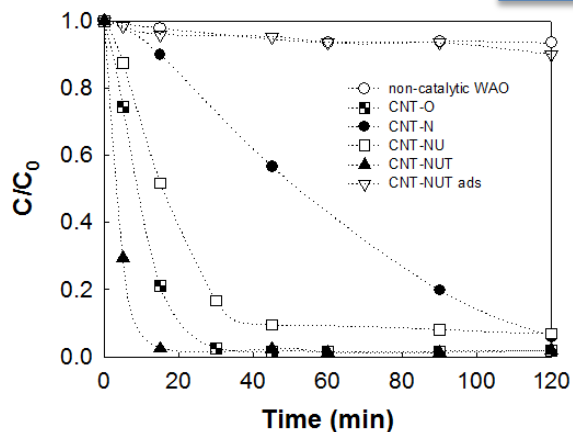 1.0
0.8
0.6
0.4
0.2
0.0
C/C0
non-catalytic WAO
CNT-O
CNT-N
CNT-NU
CNT-NUT
CNT-NUT ads
0 20 40 60 80 100 120
Time (min)